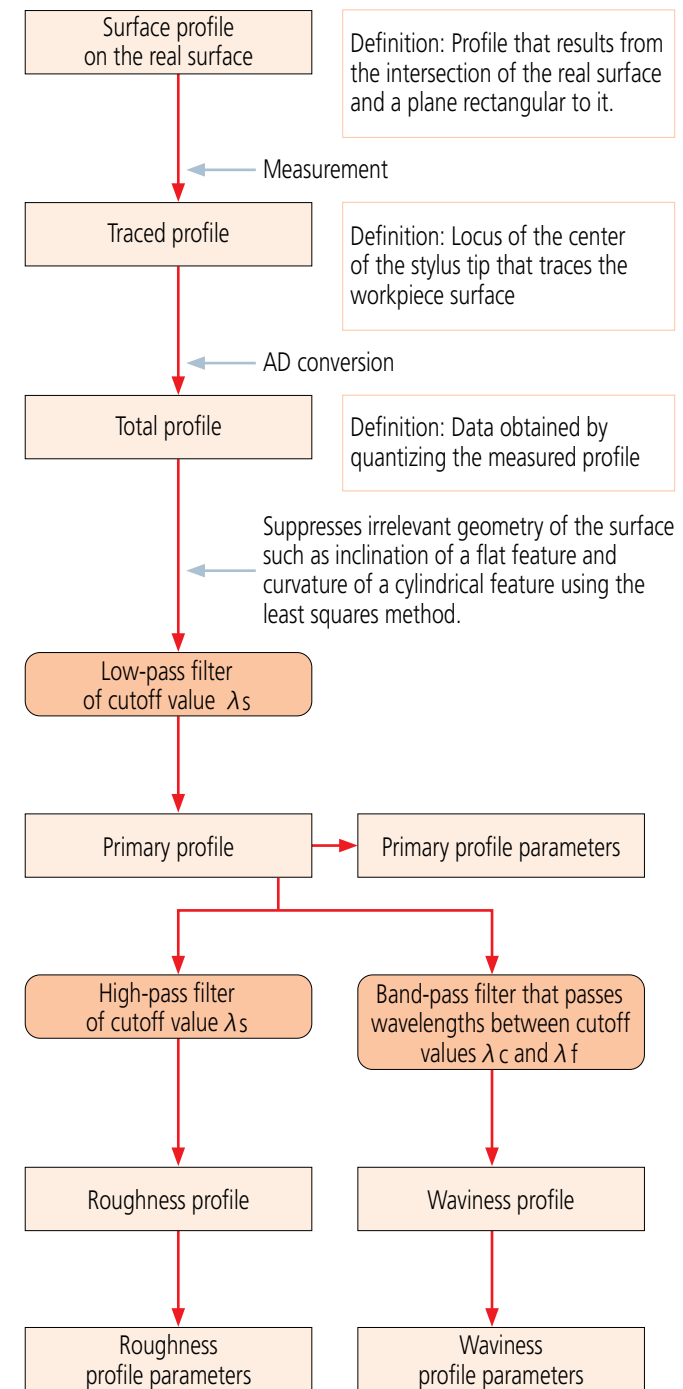 Surface profile
on the real surface
Definition: Profile that results from
the intersection of the real surface
and a plane rectangular to it.
Measurement
Traced profile
Definition: Locus of the center
of the stylus tip that traces the
workpiece surface
AD conversion
Total profile
Definition: Data obtained by
quantizing the measured profile
Suppresses irrelevant geometry of the surface
such as inclination of a flat feature and
curvature of a cylindrical feature using the
least squares method.
Low-pass filter
of cutoff value λs
Primary profile
Primary profile parameters
High-pass filter
of cutoff value λs
Band-pass filter that passes
wavelengths between cutoff
values λc and λf
Roughness profile
Waviness profile
Roughness
profile parameters
Waviness
profile parameters